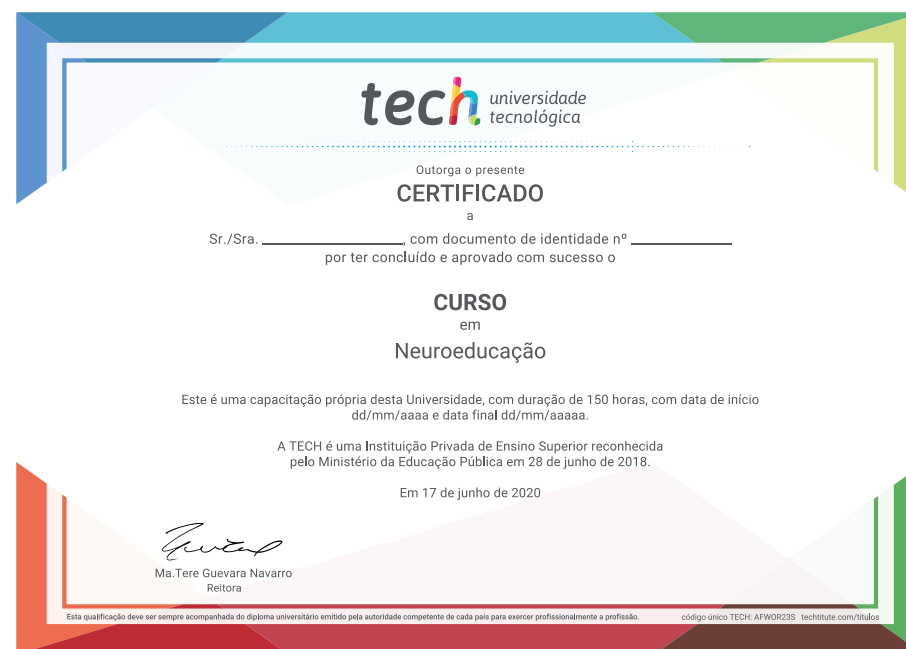 tech universidade
tecnológica
Outorga o presente
CERTIFICADO
a
Sr./Sra. ____________, com documento de identidade nº ____________
por ter concluído e aprovado com sucesso o
CURSO
em
Neuroeducação
Este é uma capacitação própria desta Universidade, com duração de 150 horas, com data de início
dd/mm/aaaa e data final dd/mm/aaaaa.
A TECH é uma Instituição Privada de Ensino Superior reconhecida
pelo Ministério da Educação Pública em 28 de junho de 2018.
Em 17 de junho de 2020
Ma.Tere Guevara Navarro
Reitora
Esta qualificação deve ser sempre acompanhada do diploma universitário emitido pela autoridade competente de cada país para exercer profissionalmente a profissão. código único TECH: AFWOR23S techtitute.com/titulos